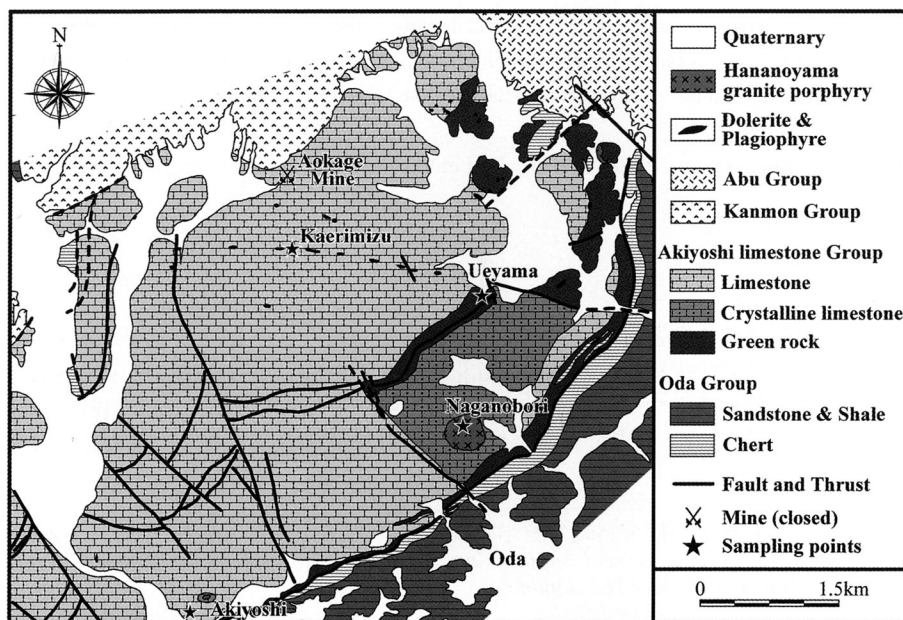 N
Aokage
Mine
Kaerimizu
Ueyama
Naganobori
Oda
Akiyoshi
Quaternary
Hananoyama
granite porphyry
Dolerite &
Plagiophyre
Abu Group
Kanmon Group
Akiyoshi limestone Group
Limestone
Crystalline limestone
Green rock
Oda Group
Sandstone & Shale
Chert
Fault and Thrust
Mine (closed)
Sampling points
0 1.5km